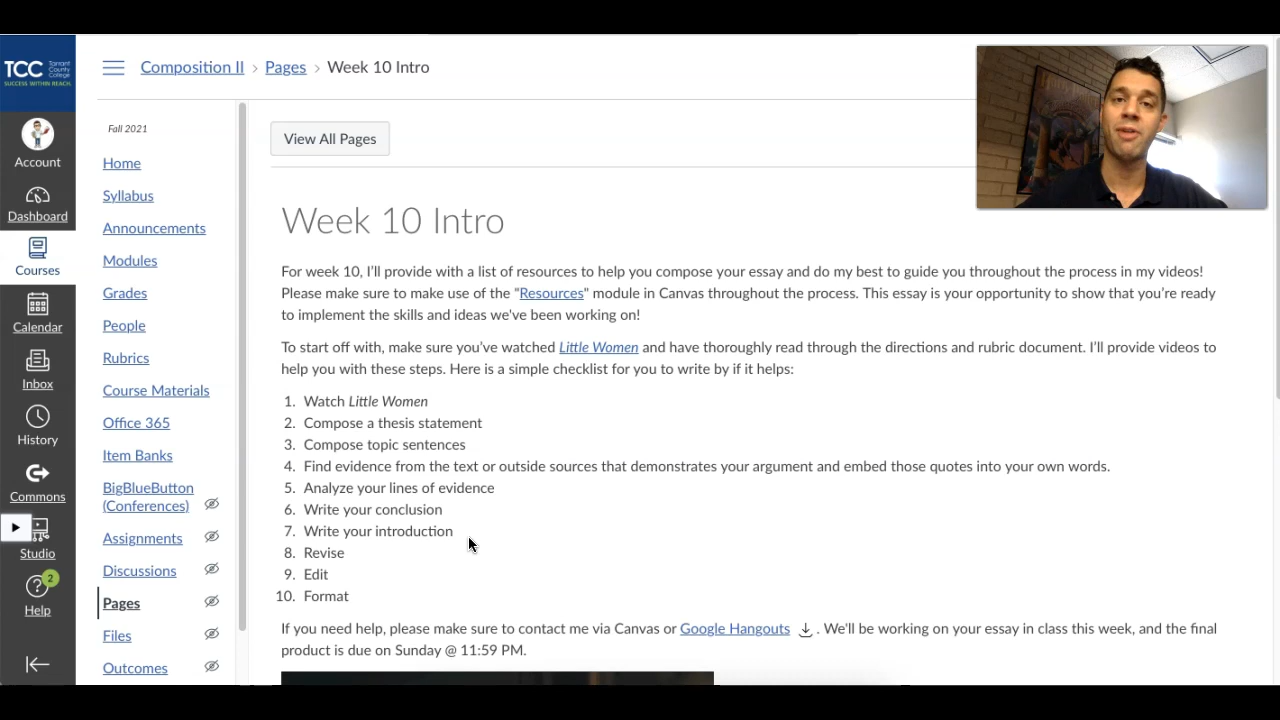 TCC Tarrant County College
SUCCESS WITHIN REACH.
Account
Dashboard
Courses
Calendar
Inbox
History
Commons
Studio
2
Help
Composition II > Pages > Week 10 Intro
Fall 2021
Home
Syllabus
Announcements
Modules
Grades
People
Rubrics
Course Materials
Office 365
Item Banks
BigBlueButton
(Conferences)
Assignments
Discussions
Pages
Files
Outcomes
View All Pages
Week 10 Intro
For week 10, I'll provide with a list of resources to help you compose your essay and do my best to guide you throughout the process in my videos!
Please make sure to make use of the "Resources" module in Canvas throughout the process. This essay is your opportunity to show that you're ready
to implement the skills and ideas we've been working on!
To start off with, make sure you've watched Little Women and have thoroughly read through the directions and rubric document. I'll provide videos to
help you with these steps. Here is a simple checklist for you to write by if it helps:
1. Watch Little Women
2. Compose a thesis statement
3. Compose topic sentences
4. Find evidence from the text or outside sources that demonstrates your argument and embed those quotes into your own words.
5. Analyze your lines of evidence
6. Write your conclusion
7. Write your introduction
8. Revise
9. Edit
10. Format
If you need help, please make sure to contact me via Canvas or Google Hangouts . We'll be working on your essay in class this week, and the final
product is due on Sunday @ 11:59 PM.